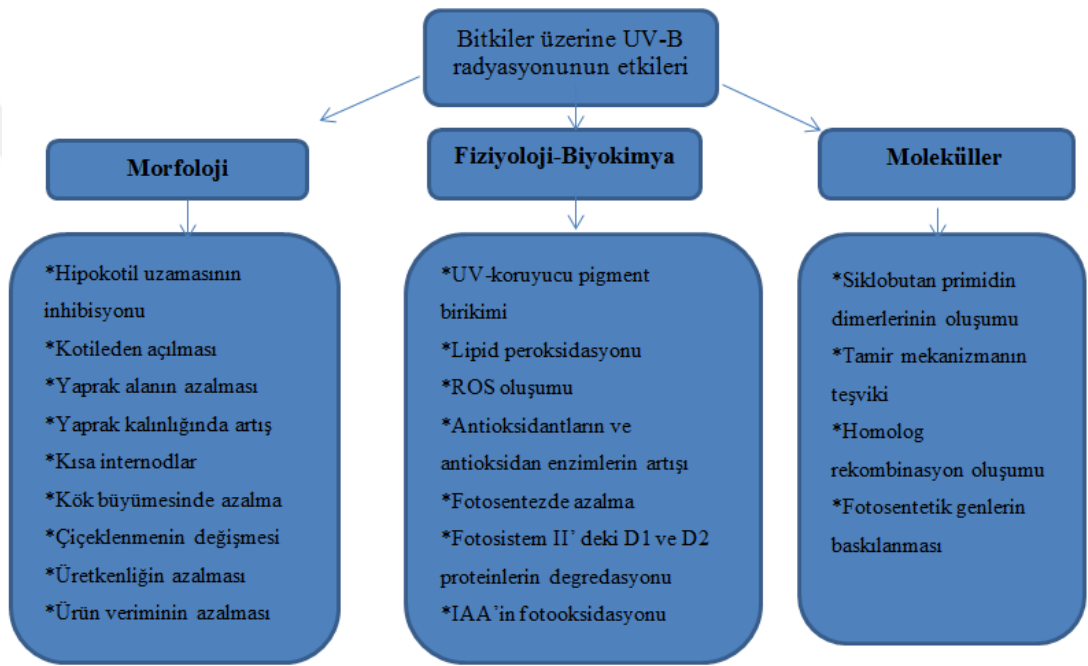 Bitkiler üzerine UV-B
radyasyonunun etkileri
Morfoloji
Fiziyoloji-Biyokimya
Moleküller
*Hipokotil uzamasının
inhibisyonu
*Kotileden açılması
*Yaprak alanın azalması
*Yaprak kalınlığında artış
*Kısa internodlar
*Kök büyümesinde azalma
*Çiçeklenmenin değişmesi
*Üretkenliğin azalması
*Ürün veriminin azalması
*UV-koruyucu pigment
birikimi
*Lipid peroksidasyonu
*ROS oluşumu
*Antioksidantların ve
antioksidan enzimlerin artışı
*Fotosentezde azalma
*Fotosistem II’ deki D1 ve D2
proteinlerin degredasyonu
*IAA’in fotooksidasyonu
*Siklobutan primidin
dimerlerinin oluşumu
*Tamir mekanizmanın
teşviki
*Homolog
rekombinasyon oluşumu
*Fotosentetik genlerin
baskılanması